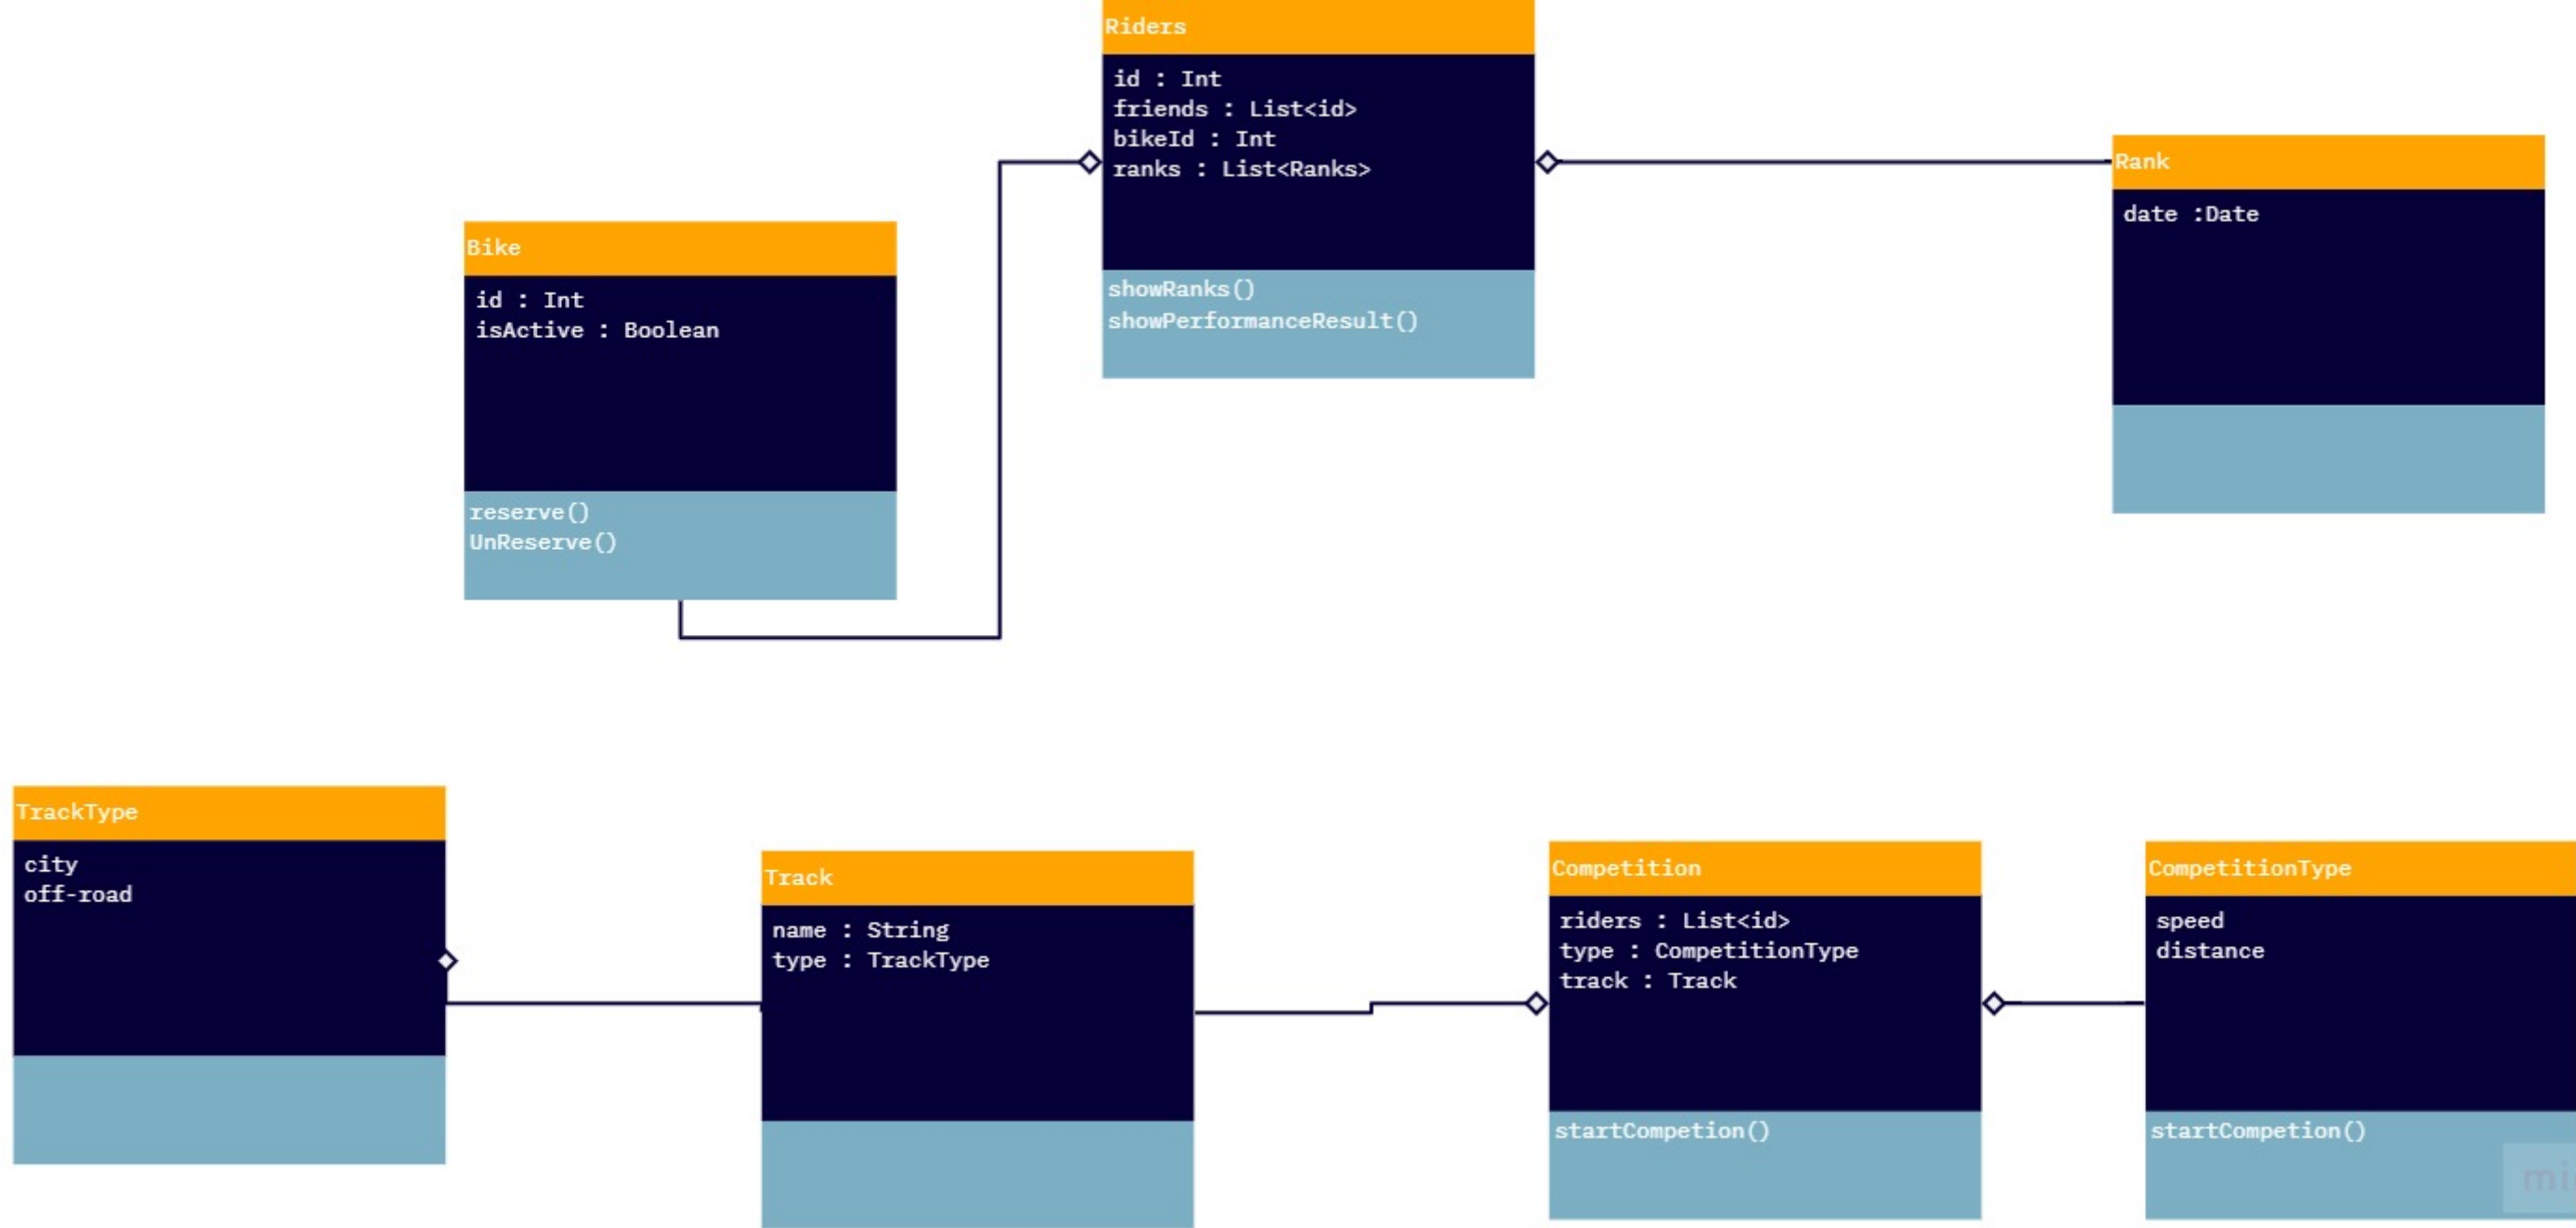 Riders
id : Int
friends : List<id>
bikeId : Int
ranks : List<Ranks>
showRanks()
showPerformanceResult()
Rank
date :Date
Bike
id : Int
isActive : Boolean
reserve()
UnReserve()
TrackType
city
off-road
Track
name : String
type : TrackType
Competition
riders : List<id>
type : CompetitionType
track : Track
startCompetion()
CompetitionType
speed
distance
startCompetion()